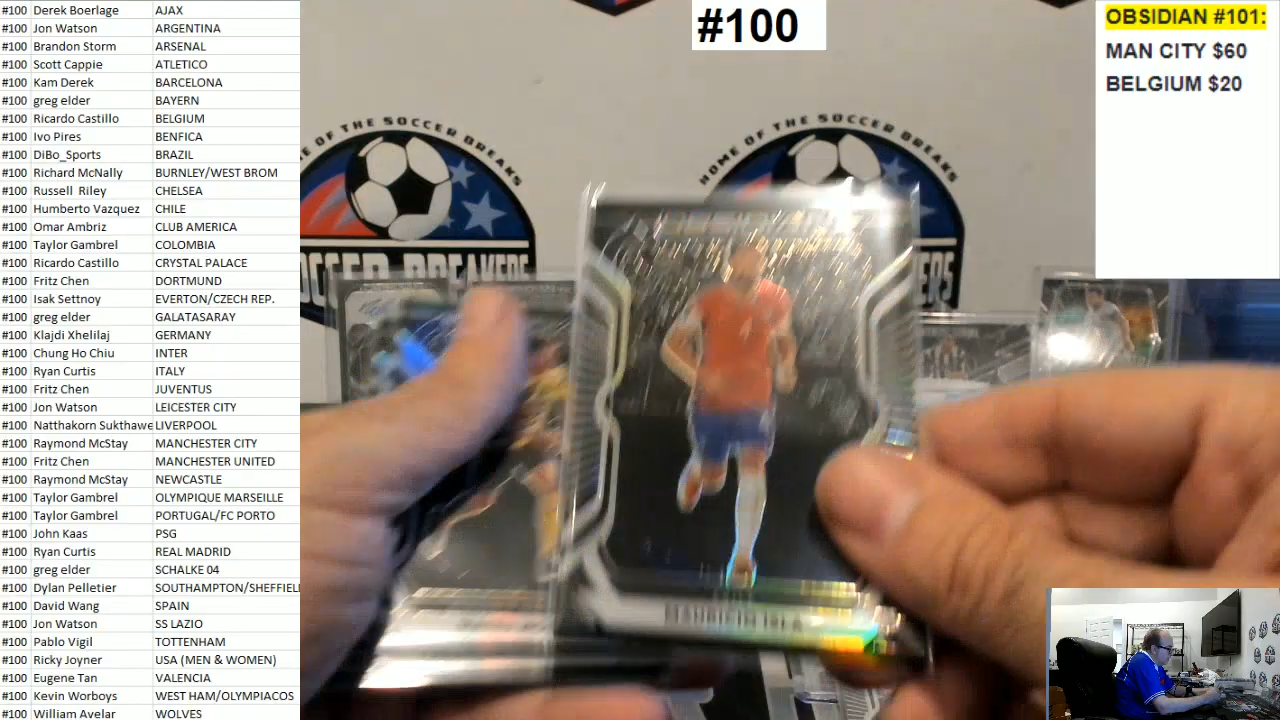 #100 Derek Boerlage AJAX
#100 Jon Watson ARGENTINA
#100 Brandon Storm ARSENAL
#100 Scott Cappie ATLETICO
#100 Kam Derek BARCELONA
#100 greg elder BAYERN
#100 Ricardo Castillo BELGIUM
#100 Ivo Pires BENFICA
#100 DiBo_Sports BRAZIL
#100 Richard McNally BURNLEY/WEST BROM
#100 Russell Riley CHELSEA
#100 Humberto Vazquez CHILE
#100 Omar Ambriz CLUB AMERICA
#100 Taylor Gambrel COLOMBIA
#100 Ricardo Castillo CRYSTAL PALACE
#100 Fritz Chen DORTMUND
#100 Isak Settnoy EVERTON/CZECH REP.
#100 greg elder GALATASARAY
#100 Klajdi Xhelilaj GERMANY
#100 Chung Ho Chiu INTER
#100 Ryan Curtis ITALY
#100 Fritz Chen JUVENTUS
#100 Jon Watson LEICESTER CITY
#100 Natthakorn Sukthawe LIVERPOOL
#100 Raymond McStay MANCHESTER CITY
#100 Fritz Chen MANCHESTER UNITED
#100 Raymond McStay NEWCASTLE
#100 Taylor Gambrel OLYMPIQUE MARSEILLE
#100 Taylor Gambrel PORTUGAL/FC PORTO
#100 John Kaas PSG
#100 Ryan Curtis REAL MADRID
#100 greg elder SCHALKE 04
#100 Dylan Pelletier SOUTHAMPTON/SHEFFIEL
#100 David Wang SPAIN
#100 Jon Watson SS LAZIO
#100 Pablo Vigil TOTTENHAM
#100 Ricky Joyner USA (MEN & WOMEN)
#100 Eugene Tan VALENCIA
#100 Kevin Worboys WEST HAM/OLYMPIACOS
#100 William Avelar WOLVES
#100
OBSIDIAN #101:
MAN CITY $60
BELGIUM $20
OF THE SOCCER BREAKS
HOME OF THE SOCCER BREAKS
SOCCER BREAKERS